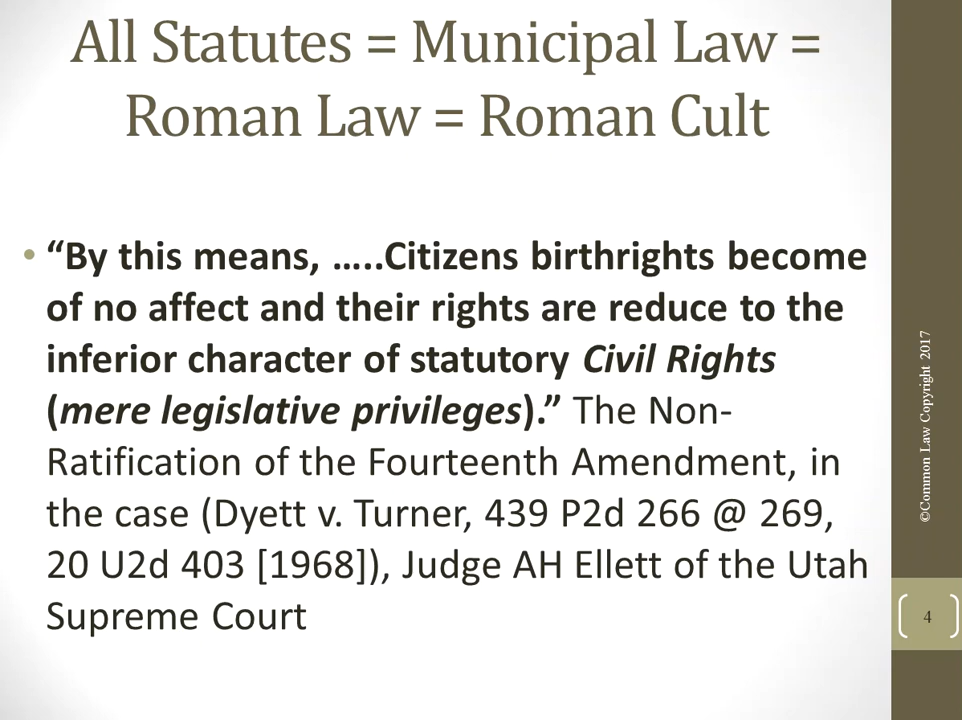 All Statutes = Municipal Law =
Roman Law = Roman Cult
• “By this means, …..Citizens birthrights become
of no affect and their rights are reduce to the
inferior character of statutory Civil Rights
(mere legislative privileges).” The Non-
Ratification of the Fourteenth Amendment, in
the case (Dyett v. Turner, 439 P2d 266 @ 269,
20 U2d 403 [1968]), Judge AH Ellett of the Utah
Supreme Court
©Common Law Copyright 2017
4